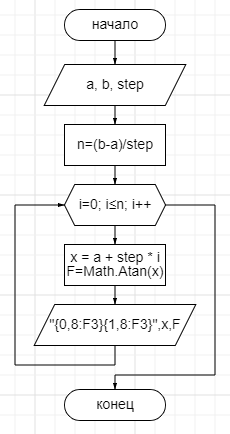 начало
a, b, step
n=(b-a)/step
i=0; i≤n; i++
x = a + step * i
F=Math.Atan(x)
"{0,8:F3}{1,8:F3}",x,F
конец